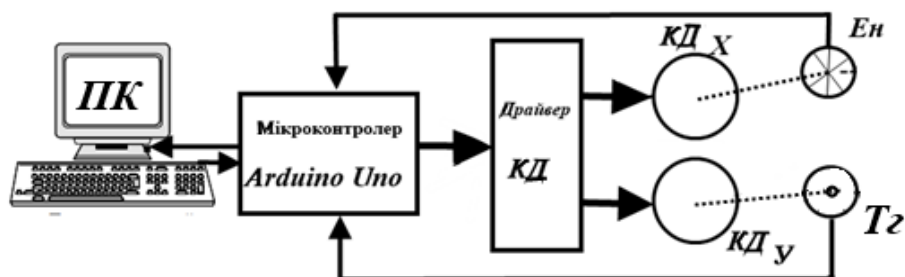 ПК
Мікроконтролер
Arduino Uno
Драйвер
КД
КД X
Ен
КД У
Тг